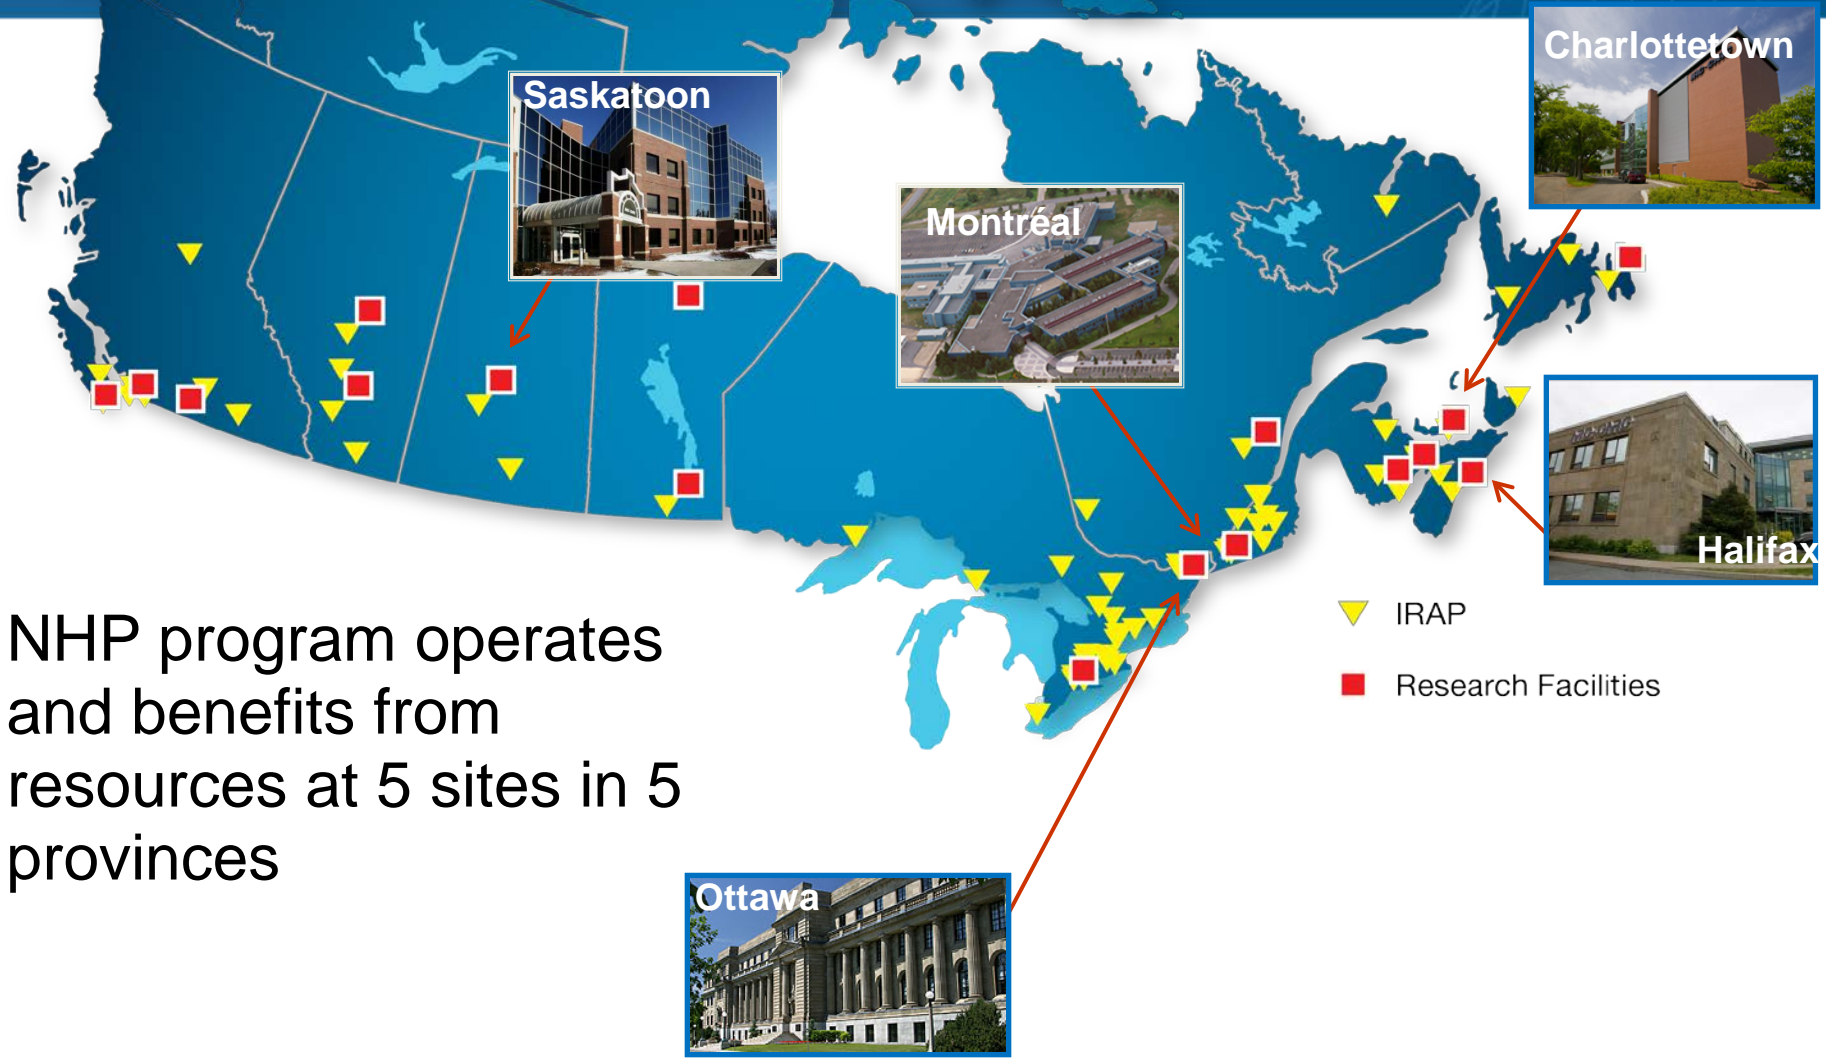 Charlottetown
Saskatoon
Montréal
Halifax
IRAP
Research Facilities
NHP program operates
and benefits from
resources at 5 sites in 5
provinces
Ottawa